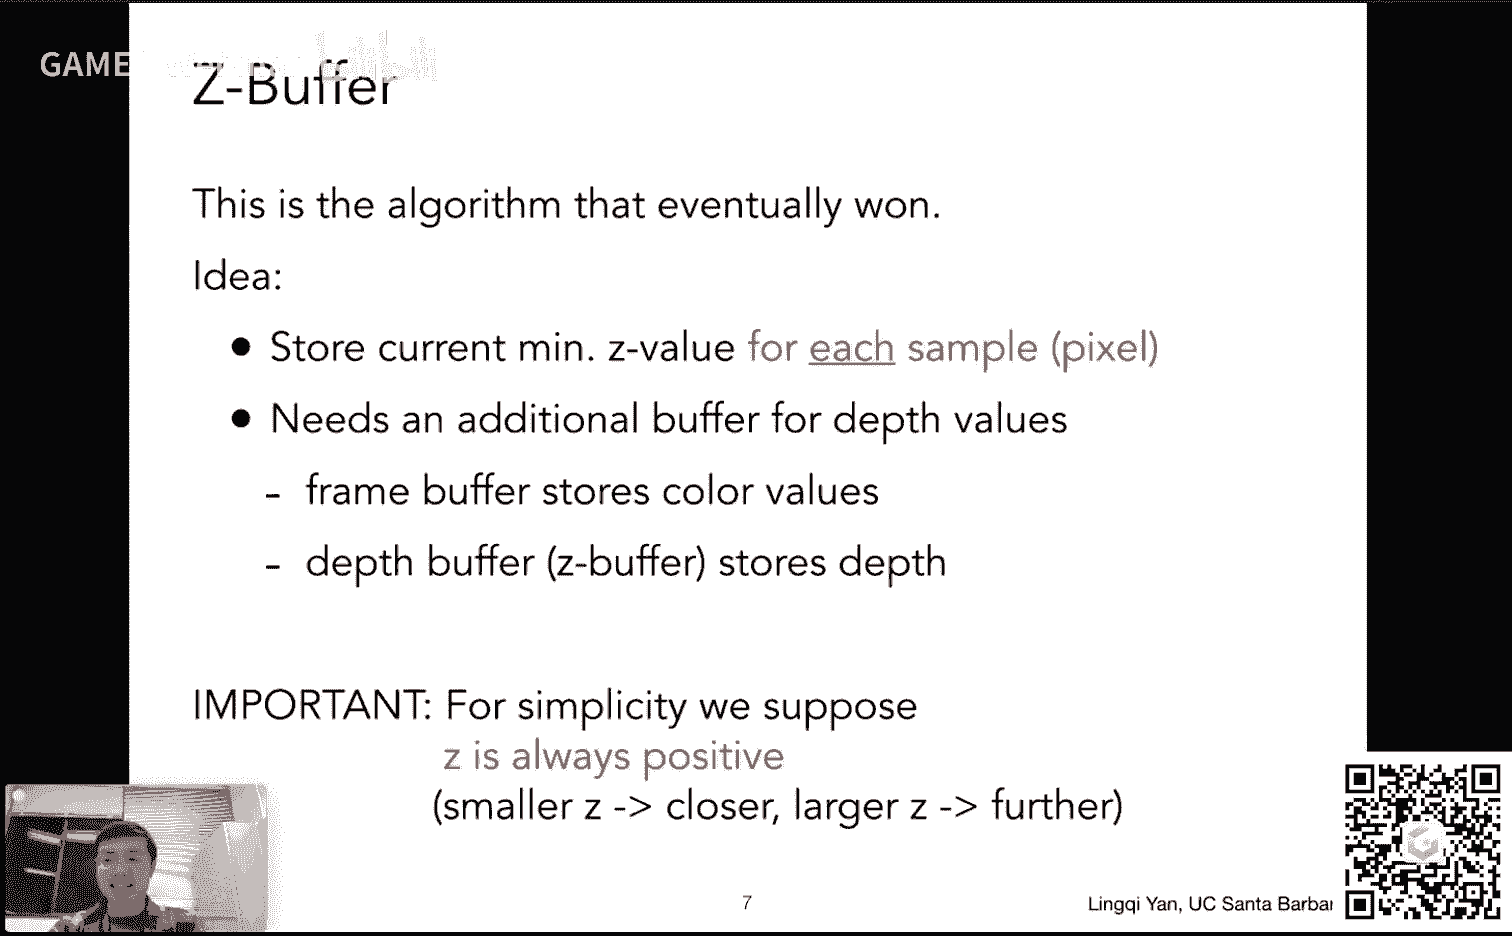 GAME
Z-Buffer
This is the algorithm that eventually won.
Idea:
● Store current min. z-value for each sample (pixel)
● Needs an additional buffer for depth values
- frame buffer stores color values
- depth buffer (z-buffer) stores depth
IMPORTANT: For simplicity we suppose
z is always positive
(smaller z -> closer, larger z -> further)
7
Lingqi Yan, UC Santa Barbar